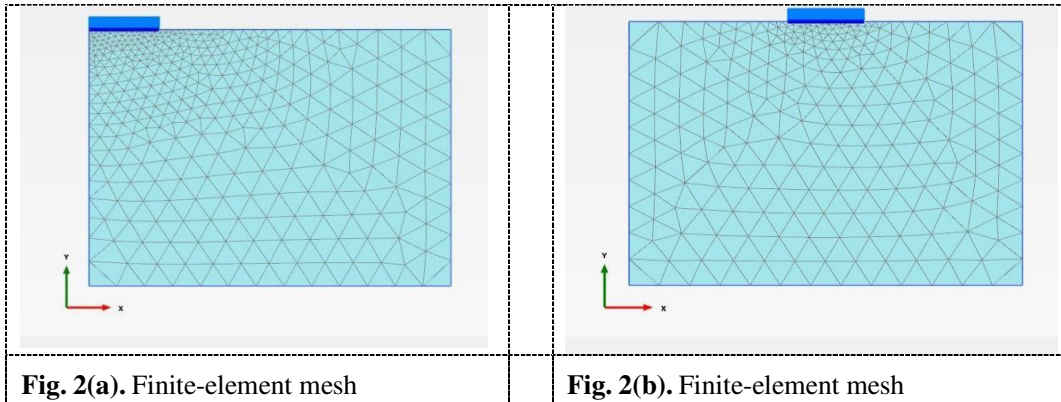 Y
X
Y
X
Fig. 2(a). Finite-element mesh
Fig. 2(b). Finite-element mesh